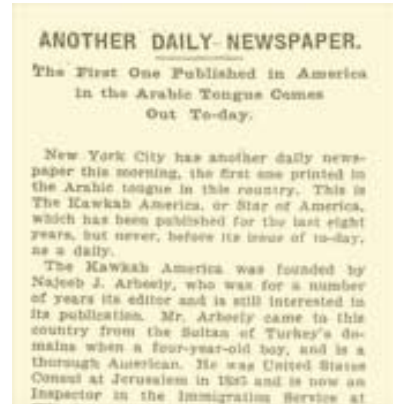 ANOTHER DAILY NEWSPAPER.
The First One Published in America
in the Arabic Tongue Comes
Out To-day.
New York City has another daily news-
paper this morning, the first one printed in
the Arabic tongue in this country. This is
The Kawkab America, or Star of America,
which has been published for the last eight
years, but never, before its issue of to-day,
as a daily.
The Kawkab America was founded by
Najeeb J. Arbeely, who was for a number
of years its editor and is still interested in
its publication. Mr. Arbeely came to this
country from the Sultan of Turkey's do-
mains when a four-year-old boy, and is a
thorough American. He was United States
Consul at Jerusalem in 1885 and is now an
Inspector in the Immigration Service at